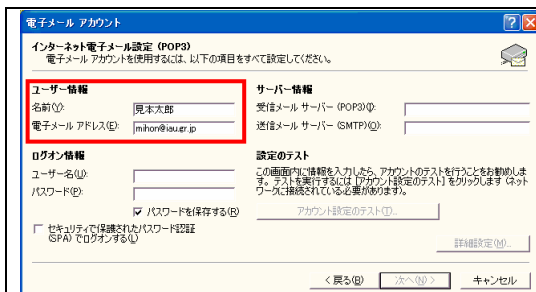 電子メール アカウント
インターネット電子メール設定 (POP3)
電子メール アカウントを使用するには、以下の項目をすべて設定してください。
ユーザー情報
名前(Y):
見本太郎
電子メール アドレス(E):
mihon@iau.gr.jp
サーバー情報
受信メール サーバー (POP3)(I):
送信メール サーバー (SMTP)(O):
ログオン情報
ユーザー名(U):
パスワード(P):
パスワードを保存する(R)
セキュリティで保護されたパスワード認証
(SPA) でログオンする(L)
設定のテスト
この画面内に情報を入力したら、アカウントのテストを行うことをお勧めしま
す。テストを実行するには [アカウント設定のテスト] をクリックします (ネット
ワークに接続されている必要があります)。
アカウント設定のテスト(T)...
詳細設定(M)...
< 戻る(B)
次へ(N) >
キャンセル